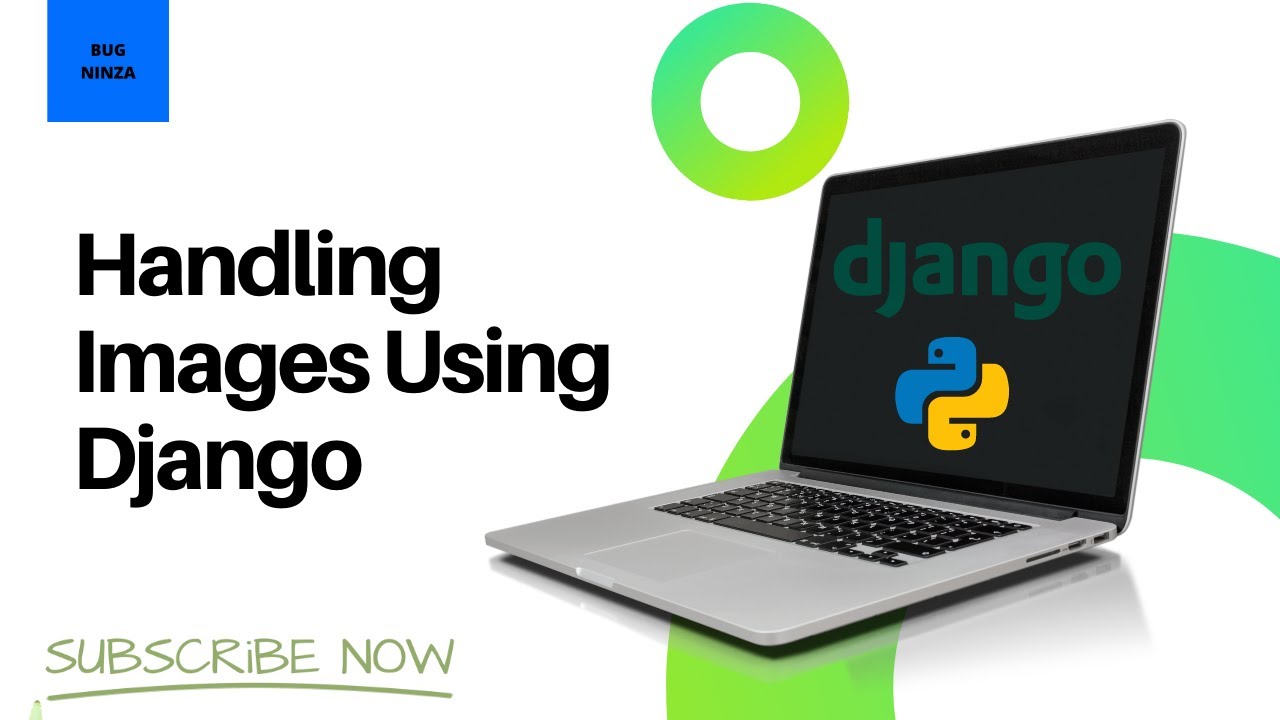 BUG
NINZA
Handling
Images Using
Django
django
SUBSCRiBE NOW